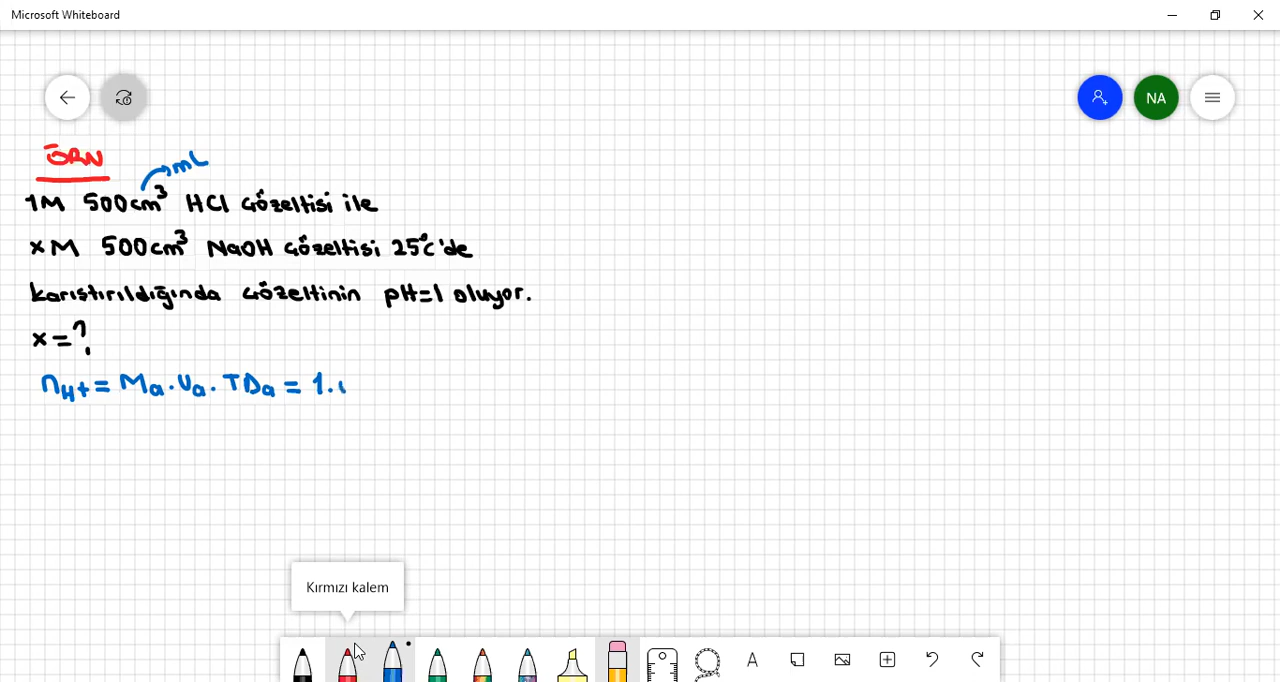 Microsoft Whiteboard
NA
ÖRN
mL
1M 500cm³ HCl Çözeltisi ile
xM 500cm³ NaOH Çözeltisi 25°C'de
karıştırıldığında Çözeltinin pH=1 oluyor.
x=?
nH+ = Ma.Va.TDa = 1.
Kırmızı kalem
A